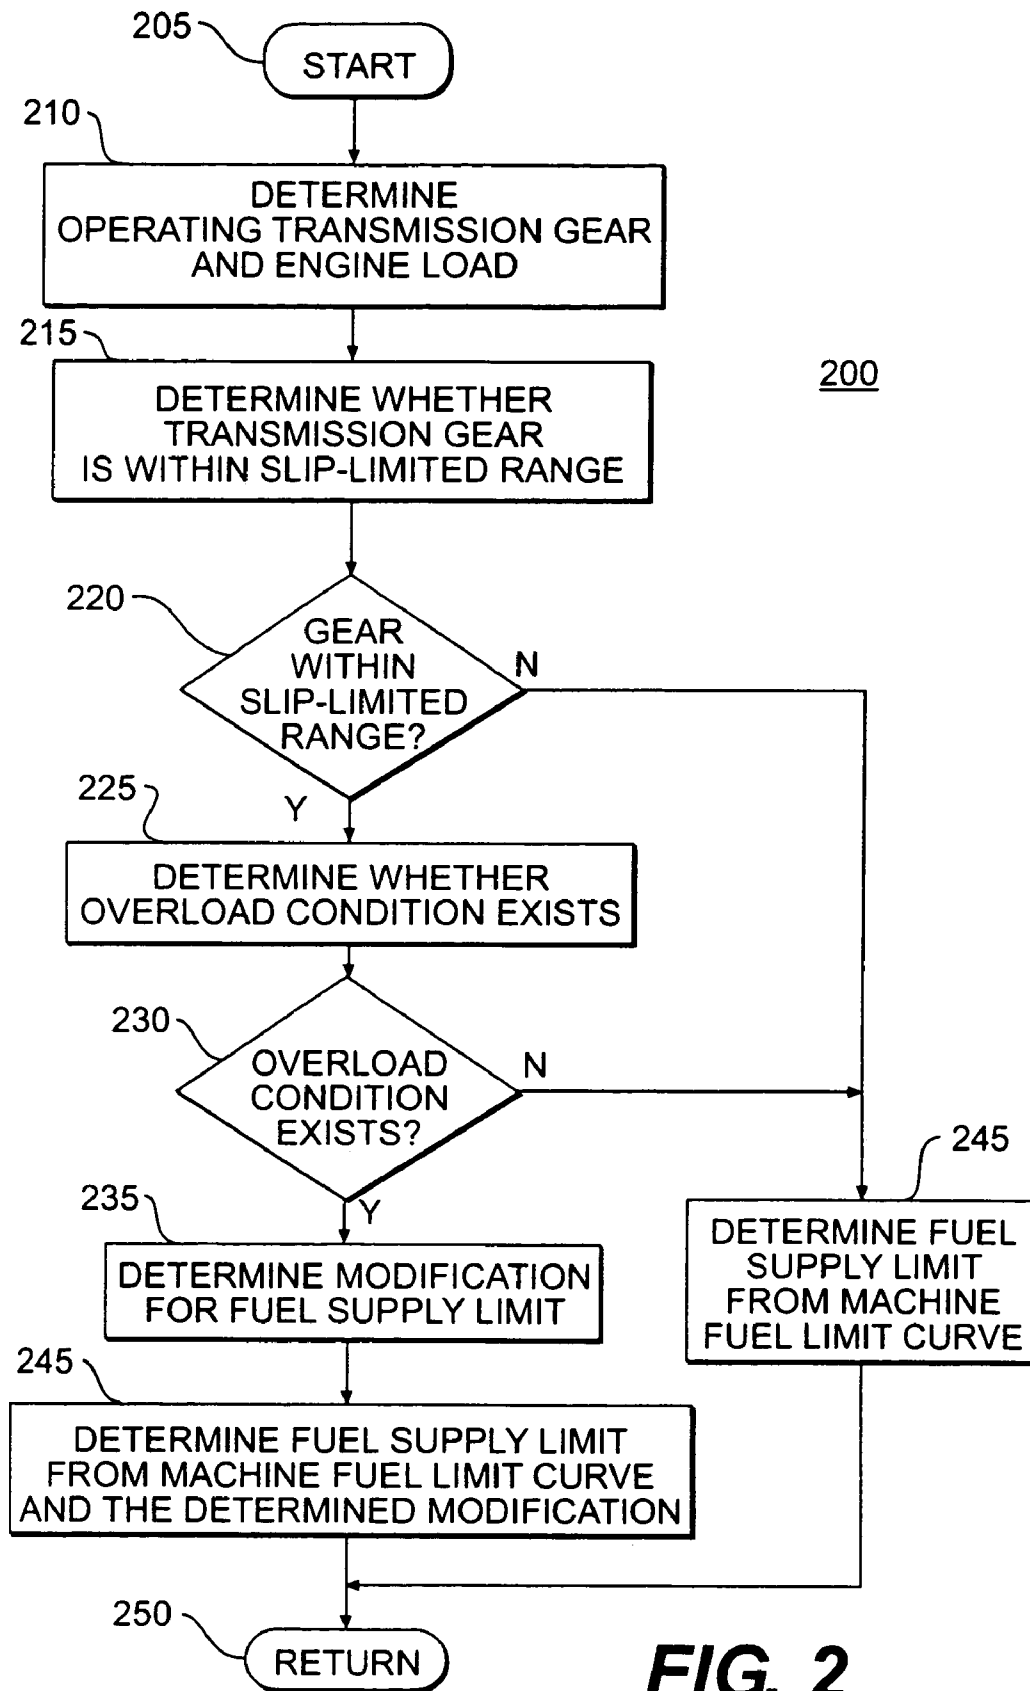 205
START
210
DETERMINE
OPERATING TRANSMISSION GEAR
AND ENGINE LOAD
215
DETERMINE WHETHER
TRANSMISSION GEAR
IS WITHIN SLIP-LIMITED RANGE
200
220
GEAR
WITHIN
SLIP-LIMITED
RANGE?
N
Y
225
DETERMINE WHETHER
OVERLOAD CONDITION EXISTS
230
OVERLOAD
CONDITION
EXISTS?
N
Y
235
DETERMINE MODIFICATION
FOR FUEL SUPPLY LIMIT
245
DETERMINE FUEL
SUPPLY LIMIT
FROM MACHINE
FUEL LIMIT CURVE
245
DETERMINE FUEL SUPPLY LIMIT
FROM MACHINE FUEL LIMIT CURVE
AND THE DETERMINED MODIFICATION
250
RETURN
FIG. 2